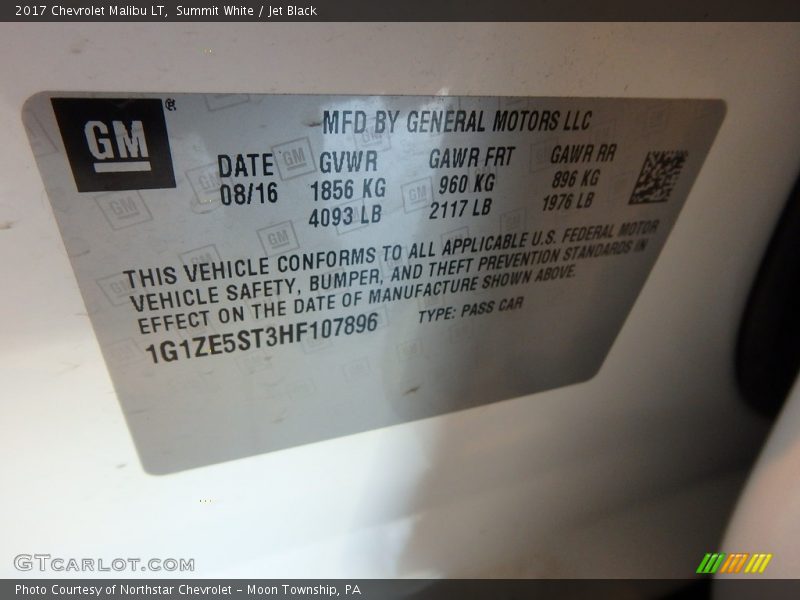 2017 Chevrolet Malibu LT, Summit White / Jet Black
GM ®
MFD BY GENERAL MOTORS LLC
DATE GVWR GAWR FRT GAWR RR
08/16 1856 KG 960 KG 896 KG
4093 LB 2117 LB 1976 LB
THIS VEHICLE CONFORMS TO ALL APPLICABLE U.S. FEDERAL MOTOR
VEHICLE SAFETY, BUMPER, AND THEFT PREVENTION STANDARDS IN
EFFECT ON THE DATE OF MANUFACTURE SHOWN ABOVE.
1G1ZE5ST3HF107896 TYPE: PASS CAR
GTCARLOT.COM
Photo Courtesy of Northstar Chevrolet - Moon Township, PA